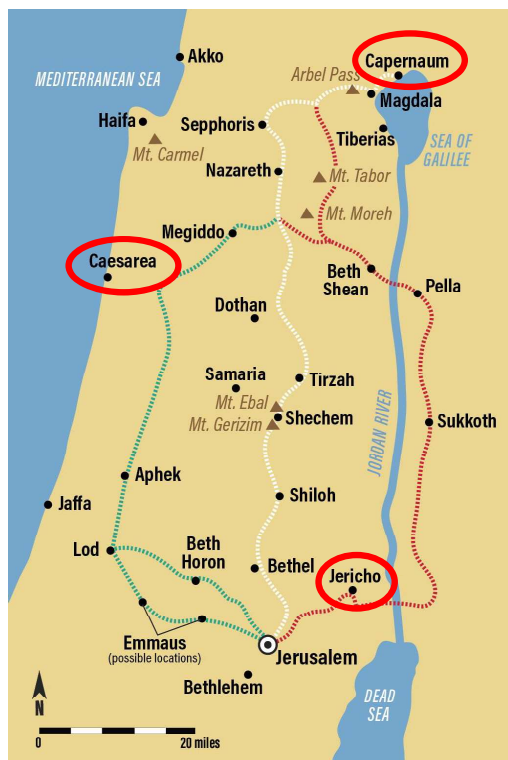 Akko
Capernaum
MEDITERRANEAN SEA
Arbel Pass
Magdala
Haifa
Sepphoris
Tiberias
SEA OF
GALILEE
Mt. Carmel
Nazareth
Mt. Tabor
Mt. Moreh
Megiddo
Caesarea
Beth
Shean
Pella
Dothan
Samaria
Tirzah
Mt. Ebal
Mt. Gerizim
Shechem
Sukkoth
JORDAN RIVER
Aphek
Shiloh
Jaffa
Lod
Beth
Horon
Bethel
Jericho
Emmaus
(possible locations)
Jerusalem
Bethlehem
DEAD
SEA
N
0 20 miles